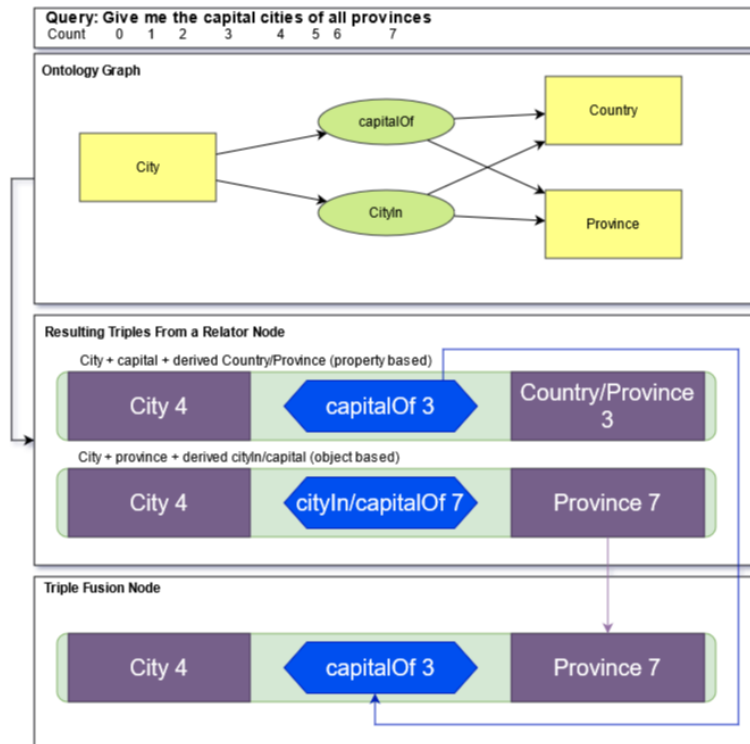 Query: Give me the capital cities of all provinces
Count 0 1 2 3 4 5 6 7
Ontology Graph
City
capitalOf
CityIn
Country
Province
Resulting Triples From a Relator Node
City + capital + derived Country/Province (property based)
City 4
capitalOf 3
Country/Province
3
City + province + derived cityIn/capital (object based)
City 4
cityIn/capitalOf 7
Province 7
Triple Fusion Node
City 4
capitalOf 3
Province 7